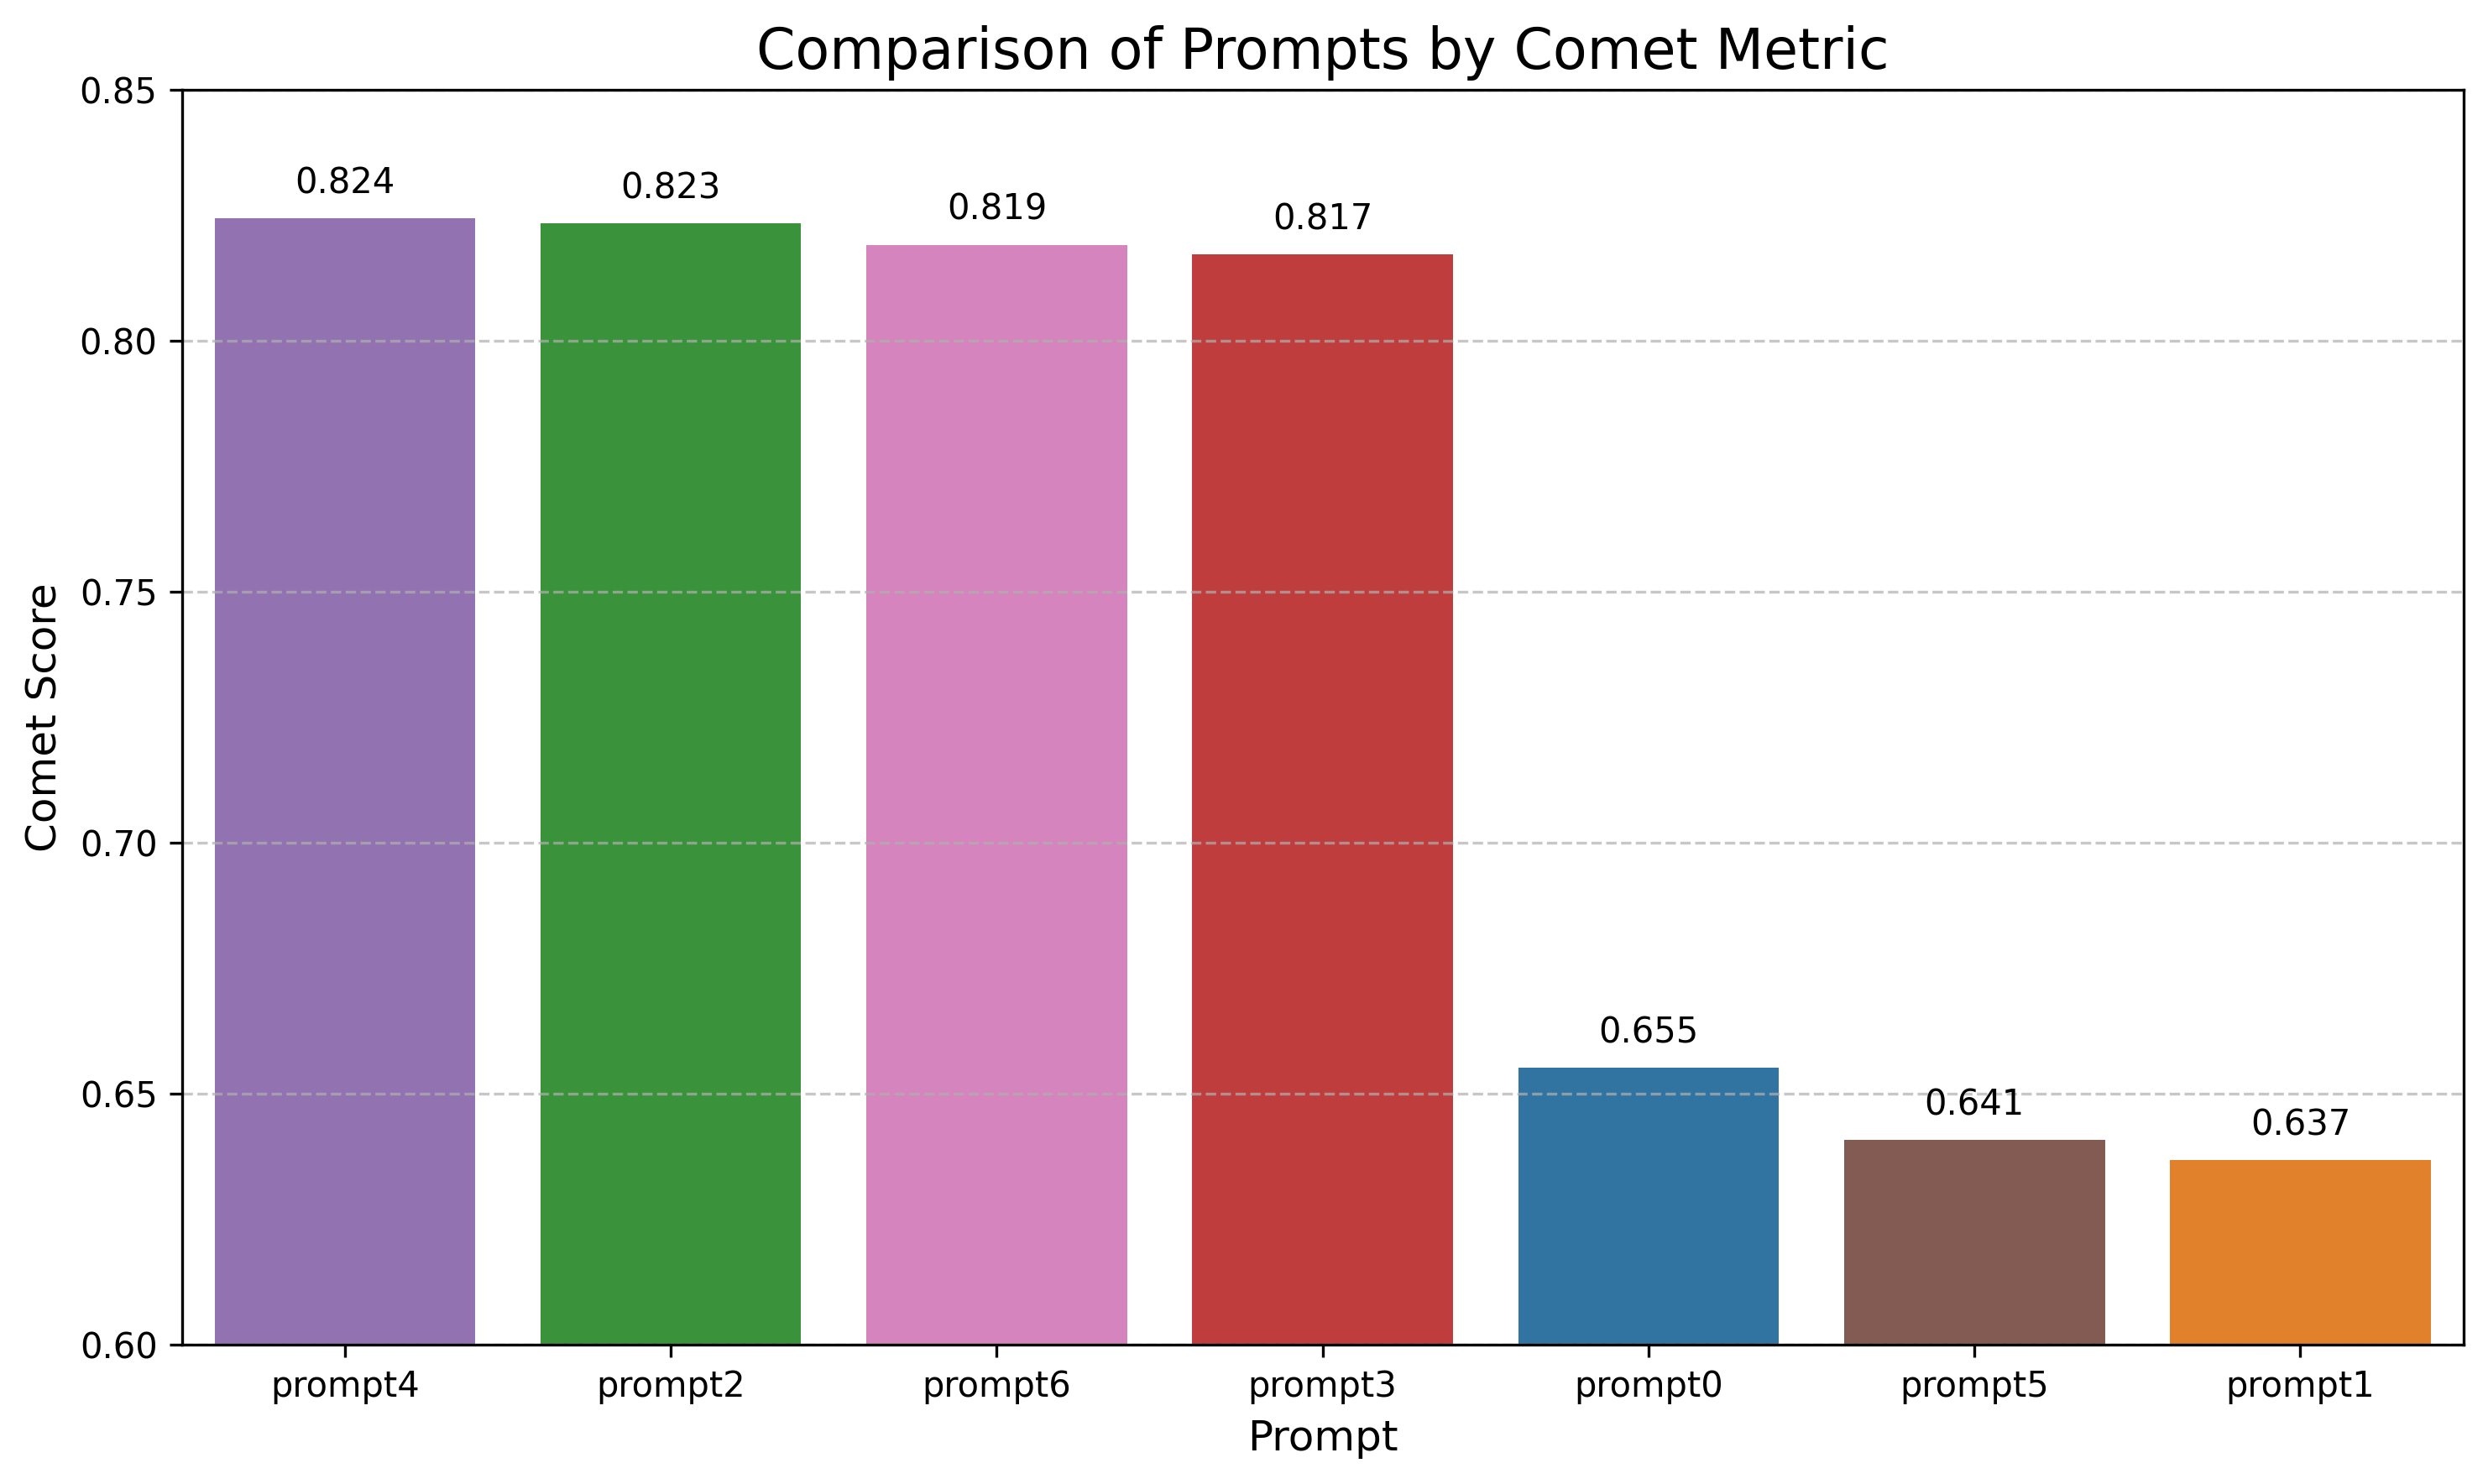 Comparison of Prompts by Comet Metric
0.85
0.80
0.75
0.70
0.65
0.60
Comet Score
0.824
0.823
0.819
0.817
0.655
0.641
0.637
prompt4
prompt2
prompt6
prompt3
prompt0
prompt5
prompt1
Prompt